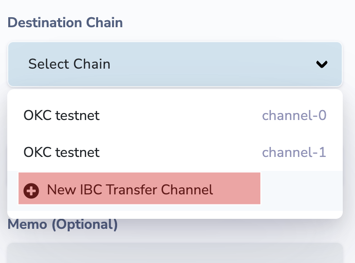 Destination Chain
Select Chain
OKC testnet channel-0
OKC testnet channel-1
New IBC Transfer Channel
Memo (Optional)